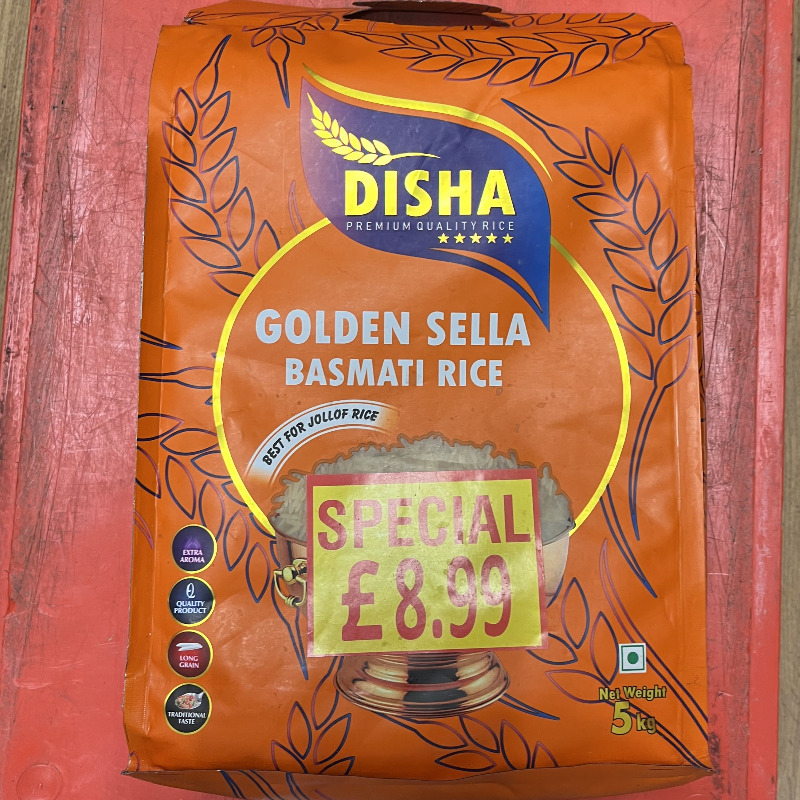 DISHA
PREMIUM QUALITY RICE
GOLDEN SELLA
BASMATI RICE
BEST FOR JOLLOF RICE
SPECIAL
£8.99
EXTRA
AROMA
Q
QUALITY
PRODUCT
LONG
GRAIN
TRADITIONAL
TASTE
Net Weight
5 kg